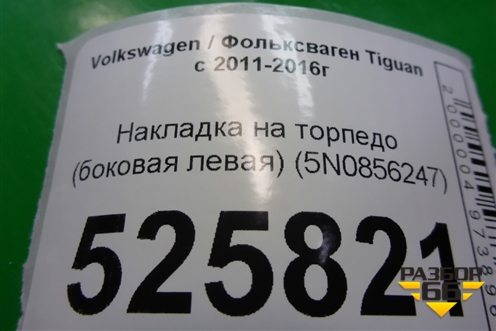 Volkswagen / Фольксваген Tiguan
с 2011-2016г
Накладка на торпедо
(боковая левая) (5N0856247)
525821
РАЗБОР
66